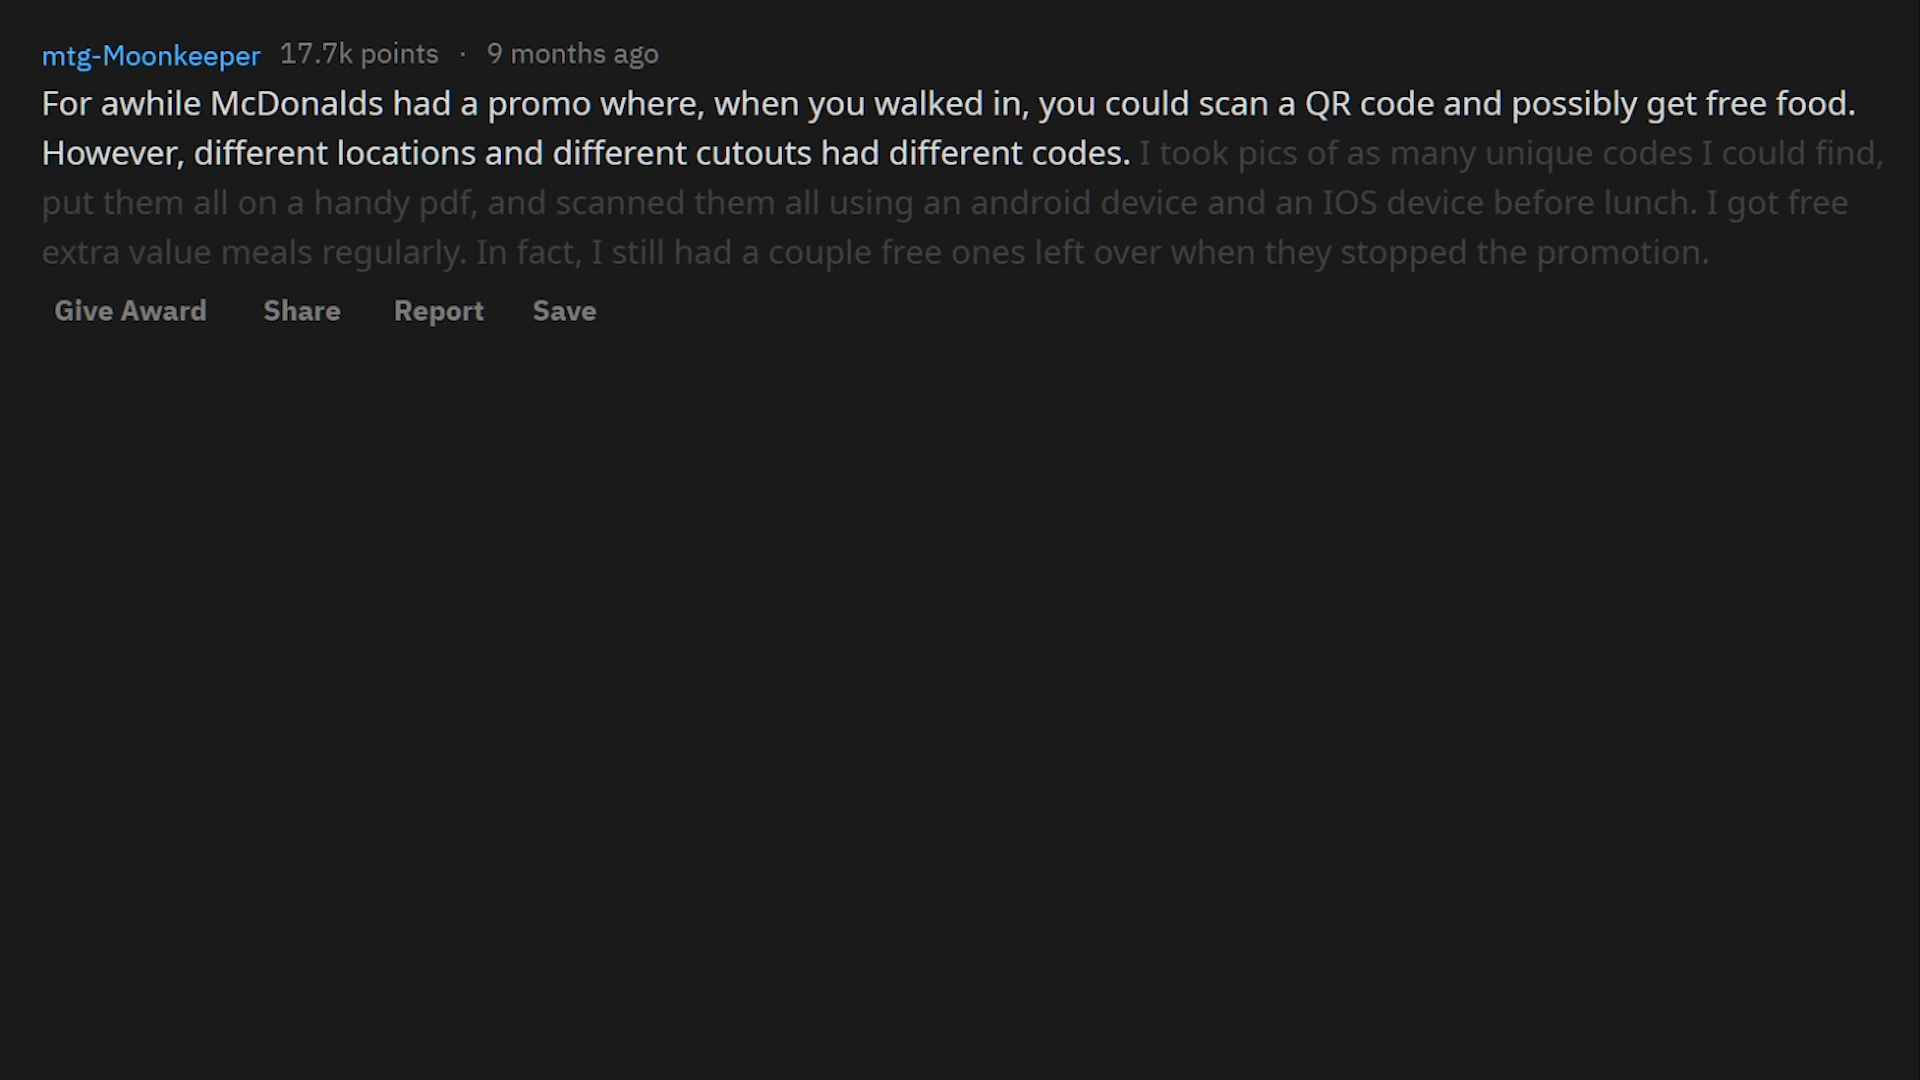 mtg-Moonkeeper 17.7k points · 9 months ago
For awhile McDonalds had a promo where, when you walked in, you could scan a QR code and possibly get free food.
However, different locations and different cutouts had different codes. I took pics of as many unique codes I could find,
put them all on a handy pdf, and scanned them all using an android device and an IOS device before lunch. I got free
extra value meals regularly. In fact, I still had a couple free ones left over when they stopped the promotion.
Give Award Share Report Save